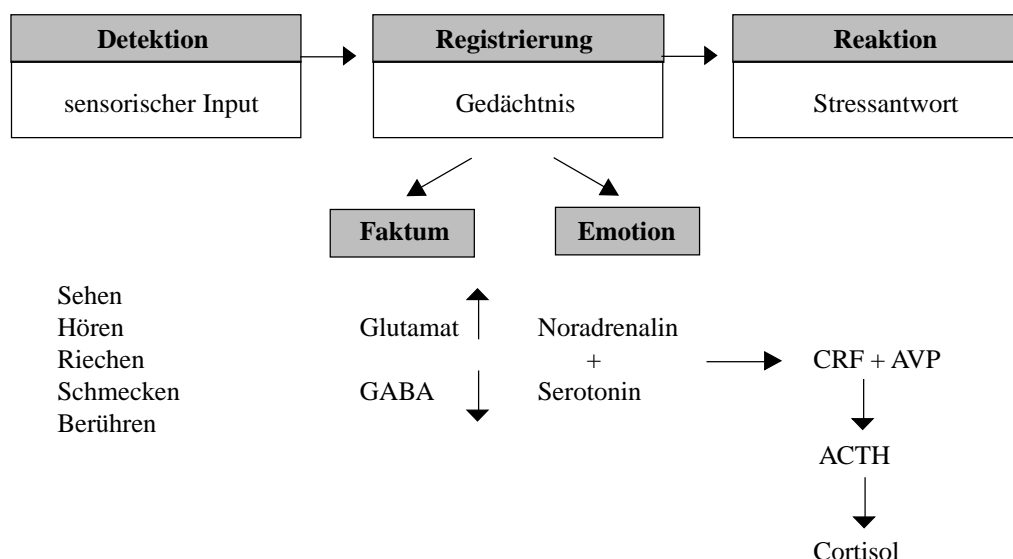 Detektion
sensorischer Input
Registrierung
Gedächtnis
Reaktion
Stressantwort
Faktum
Emotion
Sehen
Hören
Riechen
Schmecken
Berühren
Glutamat
GABA
Noradrenalin
+
Serotonin
CRF + AVP
ACTH
Cortisol